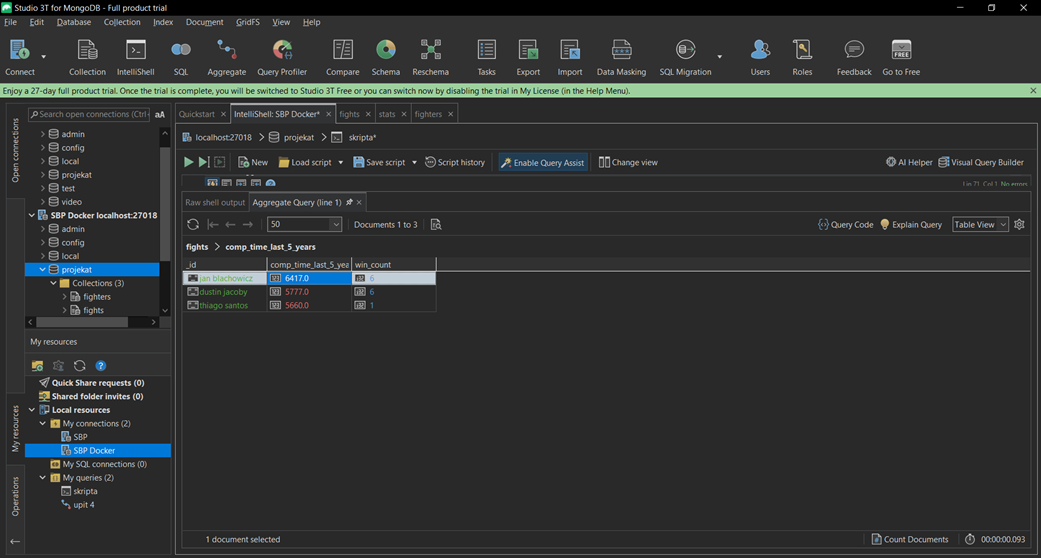 Studio 3T for MongoDB - Full product trial
File Edit Database Collection Index Document GridFS View Help
Connect Collection IntelliShell SQL Aggregate Query Profiler Compare Schema Reschema Tasks Export Import Data Masking SQL Migration Users Roles Feedback FREE Go to Free
Enjoy a 27-day full product trial. Once the trial is complete, you will be switched to Studio 3T Free or you can switch now by disabling the trial in My License (in the Help Menu).
Open connections
Search open connections (Ctrl aA
admin
config
local
projekat
test
video
SBP Docker localhost:27018
admin
config
local
projekat
Collections (3)
fighters
fights
My resources
My resources
Quick Share requests (0)
Shared folder invites (0)
Local resources
My connections (2)
SBP
SBP Docker
My SQL connections (0)
My queries (2)
skripta
upit 4
Operations
Quickstart IntelliShell: SBP Docker* fights stats fighters
localhost:27018 projekat skripta*
New Load script Save script Script history Enable Query Assist Change view AI Helper Visual Query Builder
Lin 71, Col 1 No errors
Raw shell output Aggregate Query (line 1)
50 Documents 1 to 3 Query Code Explain Query Table View
fights > comp_time_last_5_years
_id comp_time_last_5_yea win_count
jan blachowicz 6417.0 6
dustin jacoby 5777.0 6
thiago santos 5660.0 1
1 document selected Count Documents 00:00:00.093